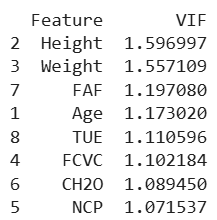 Feature VIF
2 Height 1.596997
3 Weight 1.557109
7 FAF 1.197080
1 Age 1.173020
8 TUE 1.110596
4 FCVC 1.102184
6 CH2O 1.089450
5 NCP 1.071537